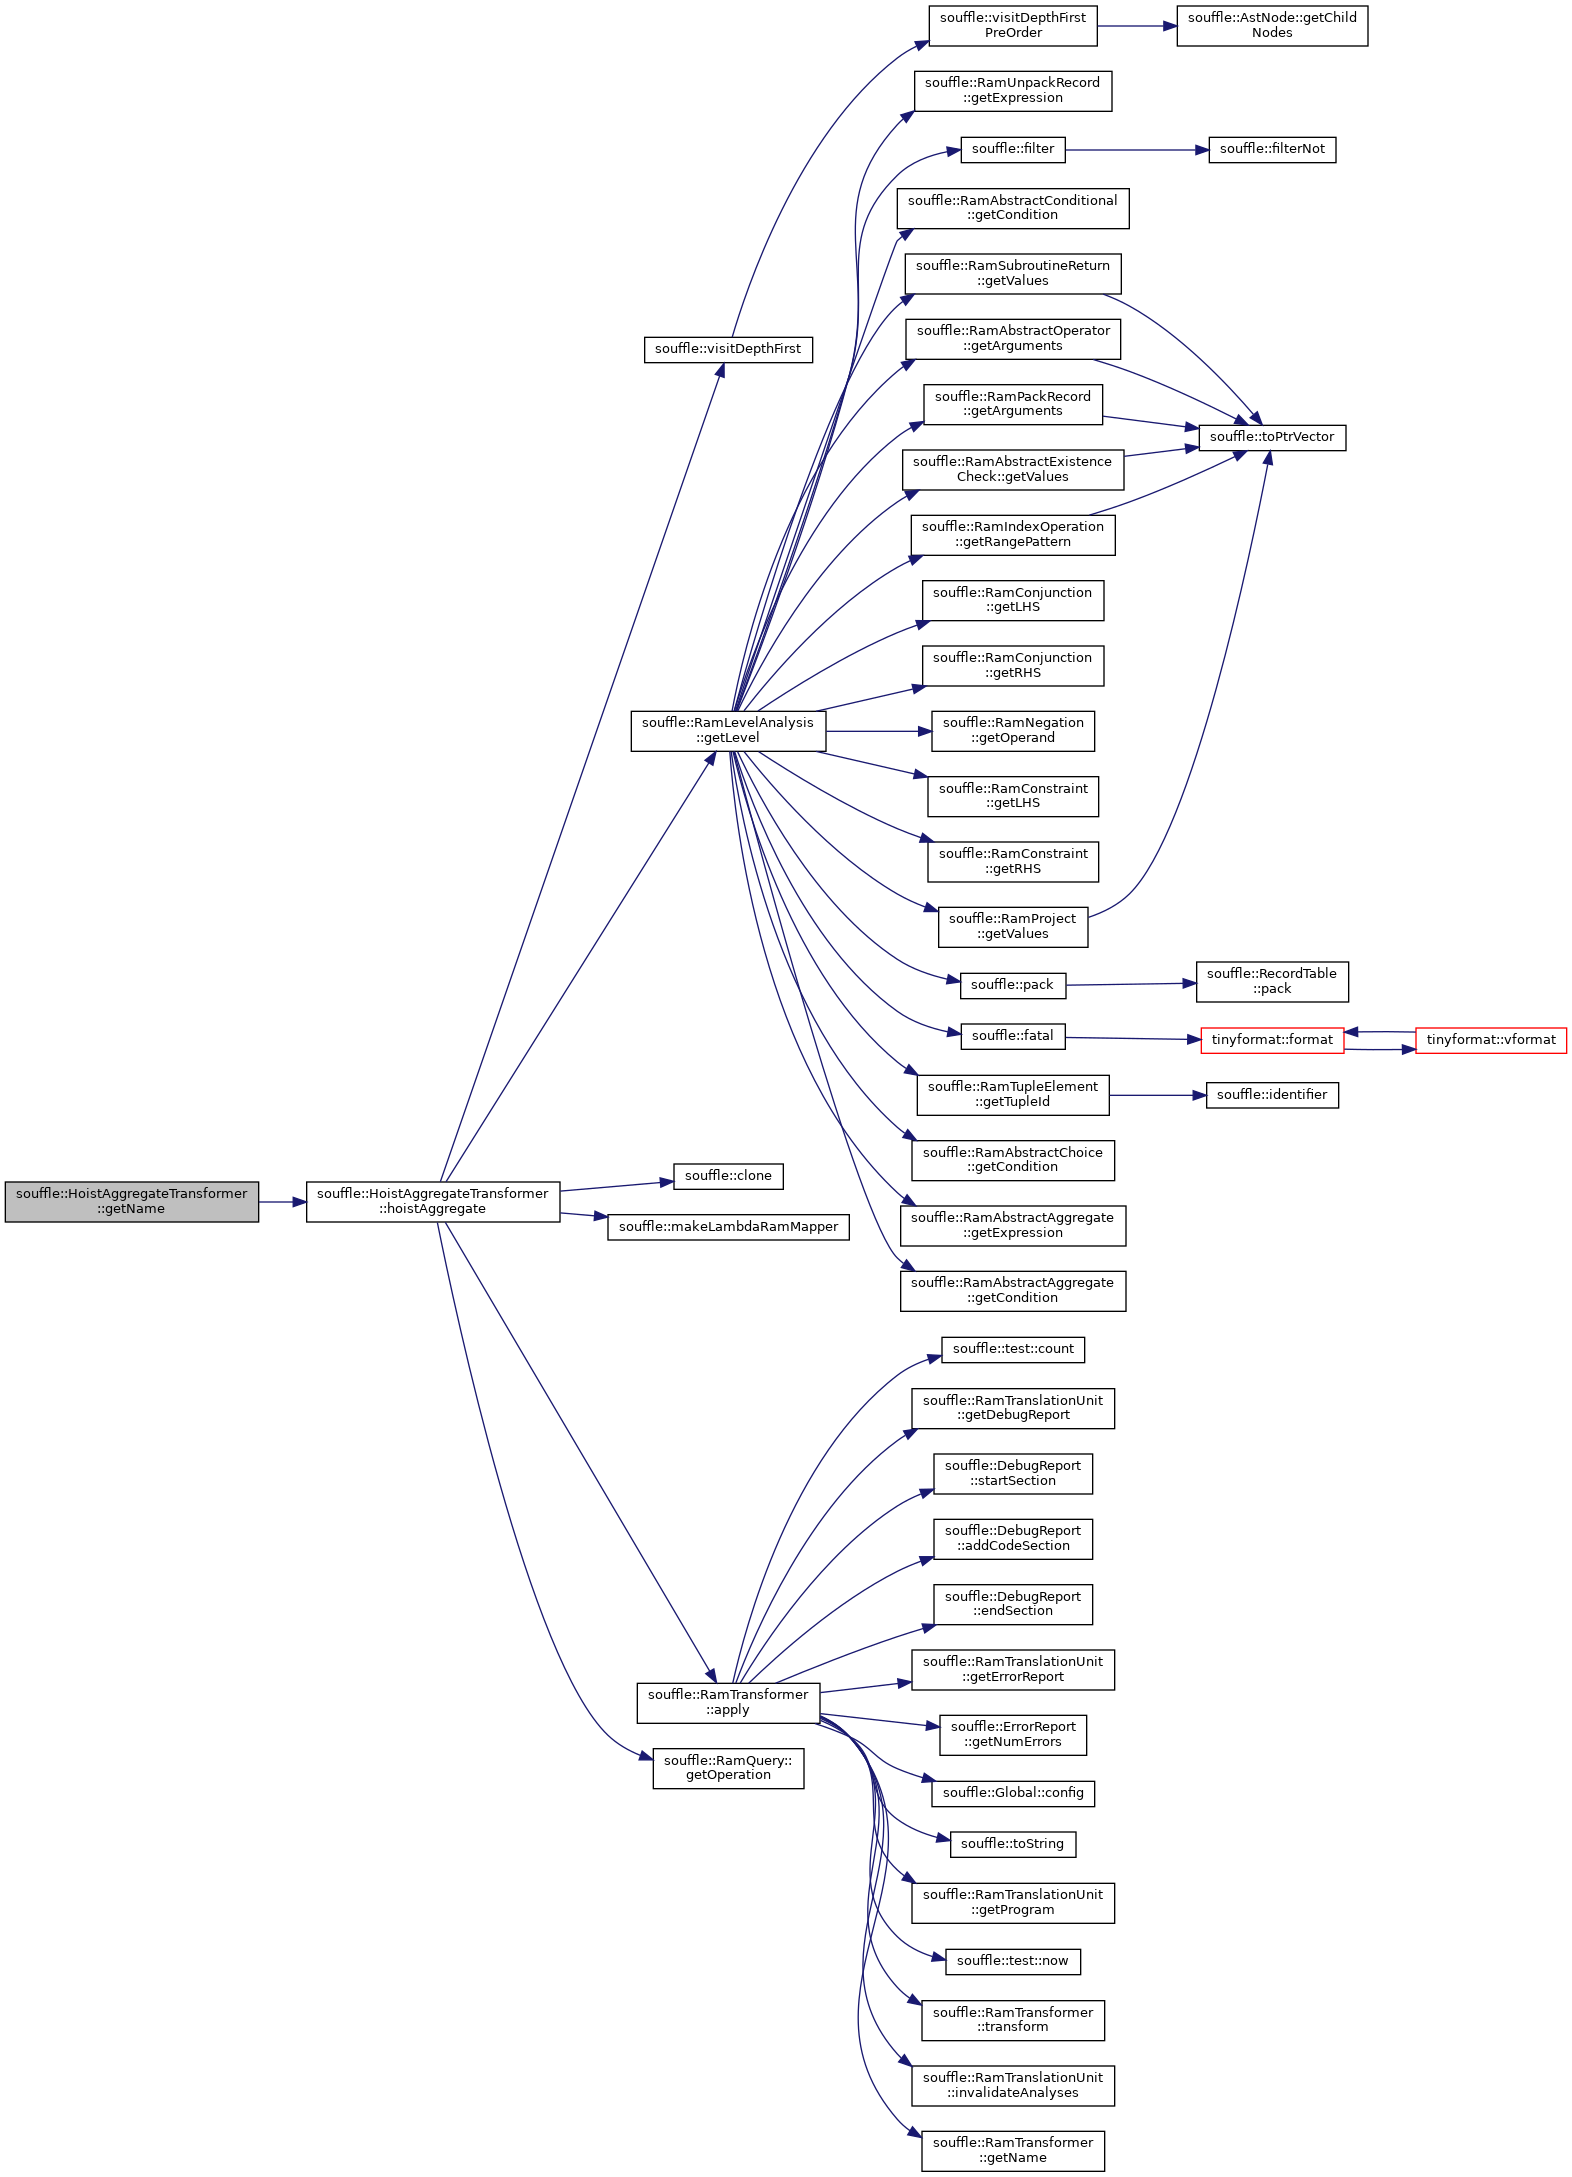 souffle::HoistAggregateTransformer
::getName
souffle::HoistAggregateTransformer
::hoistAggregate
souffle::visitDepthFirst
souffle::RamLevelAnalysis
::getLevel
souffle::clone
souffle::makeLambdaRamMapper
souffle::RamTransformer
::apply
souffle::RamQuery::
getOperation
souffle::visitDepthFirst
PreOrder
souffle::RamUnpackRecord
::getExpression
souffle::filter
souffle::RamAbstractConditional
::getCondition
souffle::RamSubroutineReturn
::getValues
souffle::RamAbstractOperator
::getArguments
souffle::RamPackRecord
::getArguments
souffle::RamAbstractExistence
Check::getValues
souffle::RamIndexOperation
::getRangePattern
souffle::RamConjunction
::getLHS
souffle::RamConjunction
::getRHS
souffle::RamNegation
::getOperand
souffle::RamConstraint
::getLHS
souffle::RamConstraint
::getRHS
souffle::RamProject
::getValues
souffle::pack
souffle::fatal
souffle::RamTupleElement
::getTupleId
souffle::RamAbstractChoice
::getCondition
souffle::RamAbstractAggregate
::getExpression
souffle::RamAbstractAggregate
::getCondition
souffle::test::count
souffle::RamTranslationUnit
::getDebugReport
souffle::DebugReport
::startSection
souffle::DebugReport
::addCodeSection
souffle::DebugReport
::endSection
souffle::RamTranslationUnit
::getErrorReport
souffle::ErrorReport
::getNumErrors
souffle::Global::config
souffle::toString
souffle::RamTranslationUnit
::getProgram
souffle::test::now
souffle::RamTransformer
::transform
souffle::RamTranslationUnit
::invalidateAnalyses
souffle::RamTransformer
::getName
souffle::AstNode::getChild
Nodes
souffle::filterNot
souffle::toPtrVector
souffle::RecordTable
::pack
tinyformat::format
souffle::identifier
tinyformat::vformat